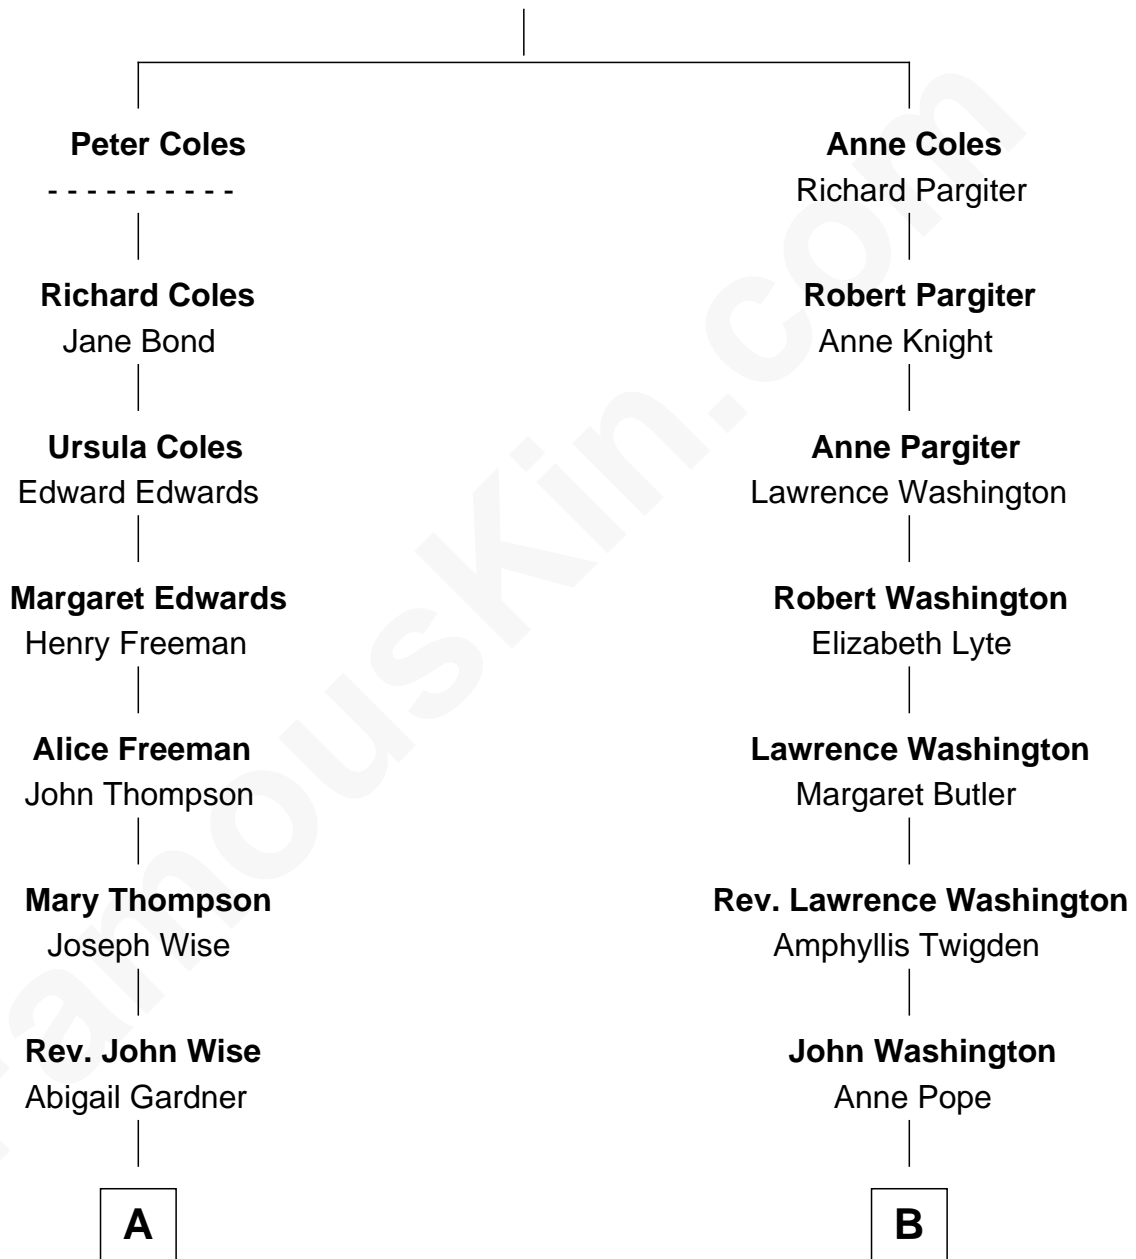 Peter Coles
- - - - - - - - - -
Richard Coles
Jane Bond
Ursula Coles
Edward Edwards
Margaret Edwards
Henry Freeman
Alice Freeman
John Thompson
Mary Thompson
Joseph Wise
Rev. John Wise
Abigail Gardner
A
Anne Coles
Richard Pargiter
Robert Pargiter
Anne Knight
Anne Pargiter
Lawrence Washington
Robert Washington
Elizabeth Lyte
Lawrence Washington
Margaret Butler
Rev. Lawrence Washington
Amphyllis Twigden
John Washington
Anne Pope
B
FamousKin.com